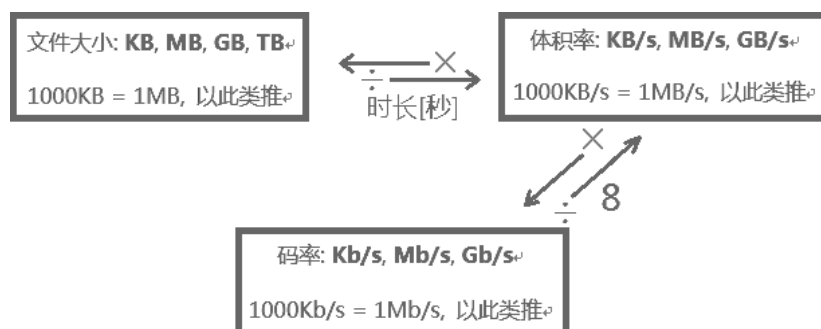 文件大小: KB, MB, GB, TB↵
1000KB = 1MB, 以此类推↵
体积率: KB/s, MB/s, GB/s↵
1000KB/s = 1MB/s, 以此类推↵
×
÷
时长[秒]
×
÷ 8
码率: Kb/s, Mb/s, Gb/s↵
1000Kb/s = 1Mb/s, 以此类推↵